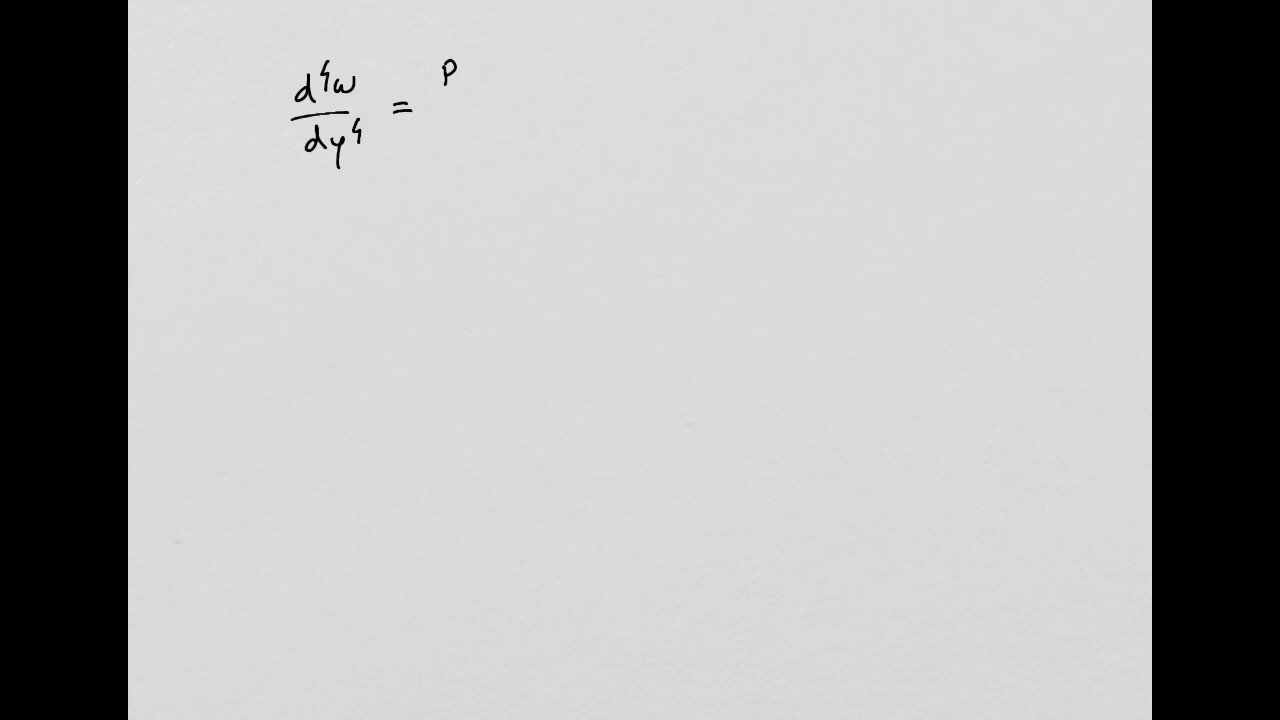 d⁴w/dy⁴ = P